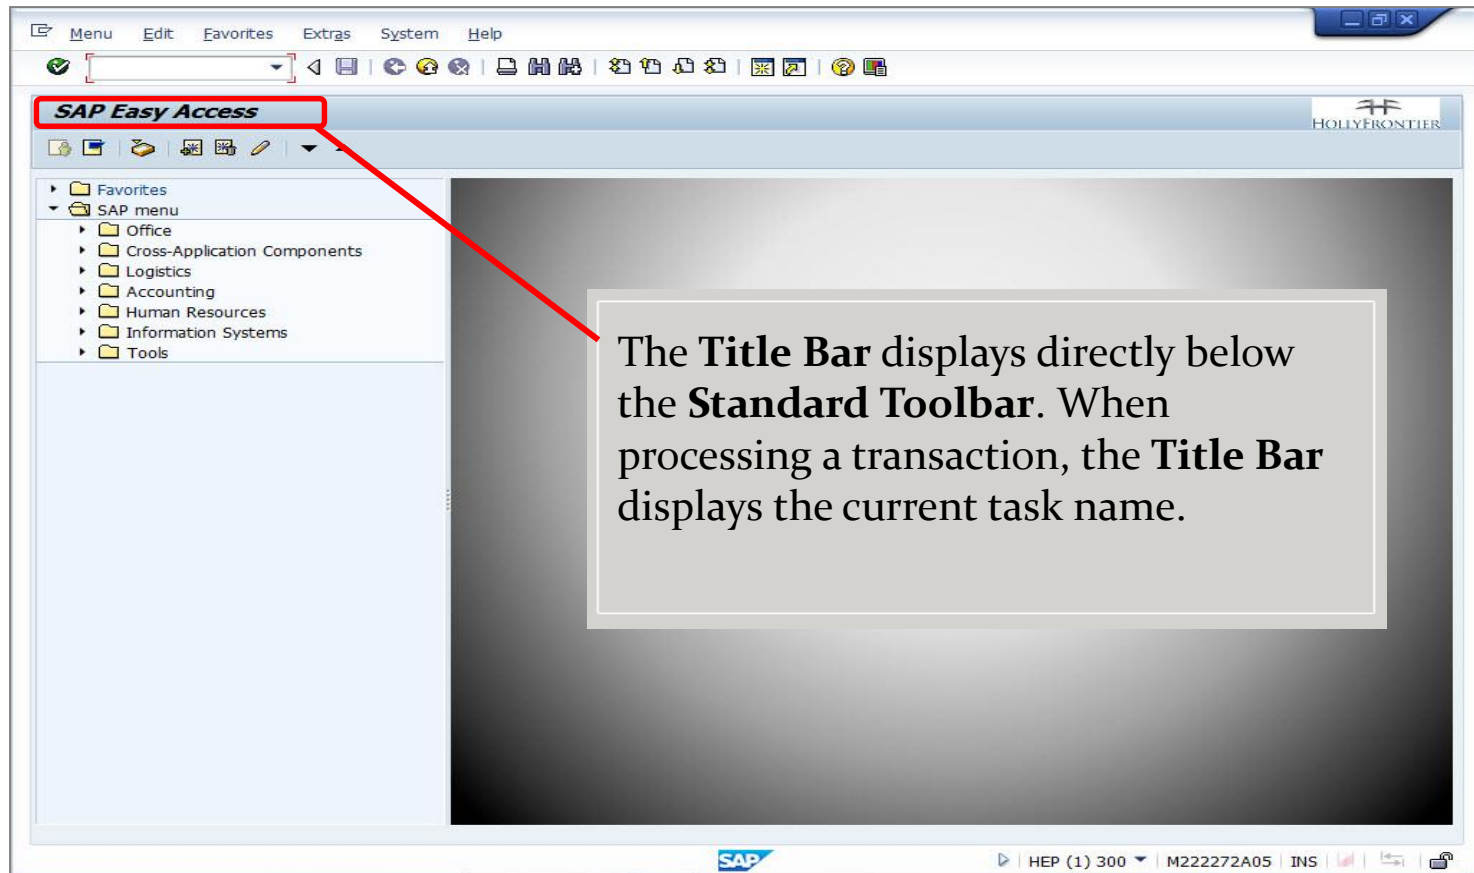 Menu Edit Favorites Extras System Help
SAP Easy Access
HOLLYFRONTIER
Favorites
SAP menu
Office
Cross-Application Components
Logistics
Accounting
Human Resources
Information Systems
Tools
The Title Bar displays directly below
the Standard Toolbar. When
processing a transaction, the Title Bar
displays the current task name.
SAP
HEP (1) 300 M222272A05 INS